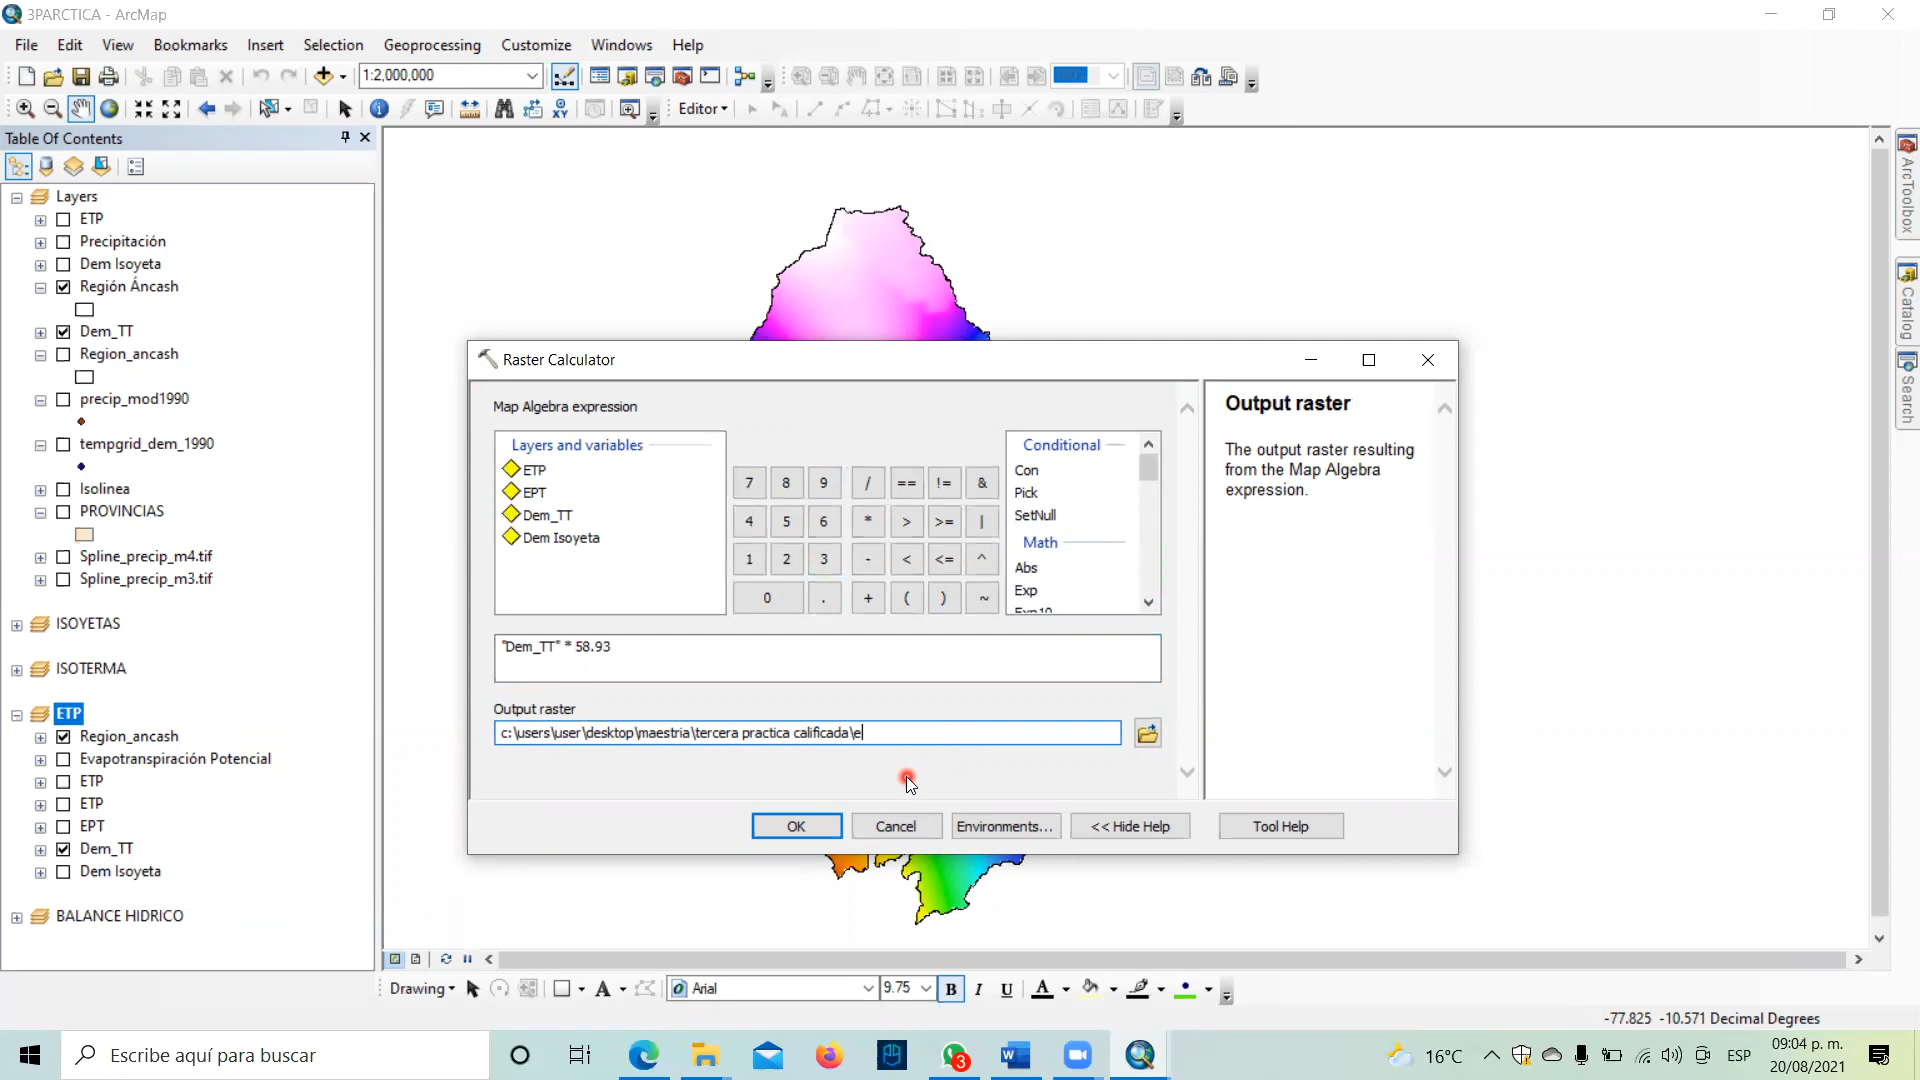 3PARCTICA - ArcMap
File Edit View Bookmarks Insert Selection Geoprocessing Customize Windows Help
1:2,000,000
Editor
Table Of Contents
Layers
ETP
Precipitación
Dem Isoyeta
Región Áncash
Dem_TT
Region_ancash
precip_mod1990
tempgrid_dem_1990
Isolinea
PROVINCIAS
Spline_precip_m4.tif
Spline_precip_m3.tif
ISOYETAS
ISOTERMA
ETP
Region_ancash
Evapotranspiración Potencial
ETP
ETP
EPT
Dem_TT
Dem Isoyeta
BALANCE HIDRICO
Raster Calculator
Map Algebra expression
Layers and variables
ETP
EPT
Dem_TT
Dem Isoyeta
7 8 9 / == != &
4 5 6 * > >= |
1 2 3 - < <= ^
0 . + ( ) ~
Conditional
Con
Pick
SetNull
Math
Abs
Exp
Exp10
"Dem_TT" * 58.93
Output raster
c:\users\user\desktop\maestria\tercera practica calificada\e
OK Cancel Environments... << Hide Help Tool Help
Output raster
The output raster resulting
from the Map Algebra
expression.
ArcToolbox
Catalog
Search
Drawing A Arial 9.75 B I U A
-77.825 -10.571 Decimal Degrees
Escribe aquí para buscar
3
16°C
ESP
09:04 p. m.
20/08/2021